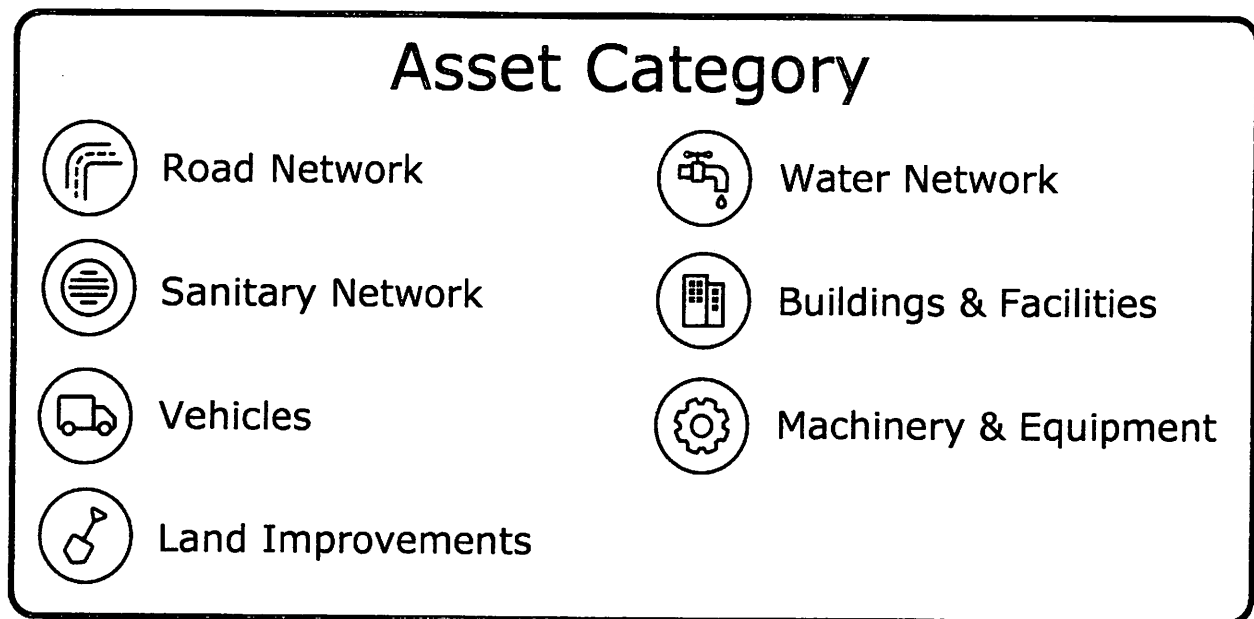 Asset Category
Road Network
Water Network
Sanitary Network
Buildings & Facilities
Vehicles
Machinery & Equipment
Land Improvements